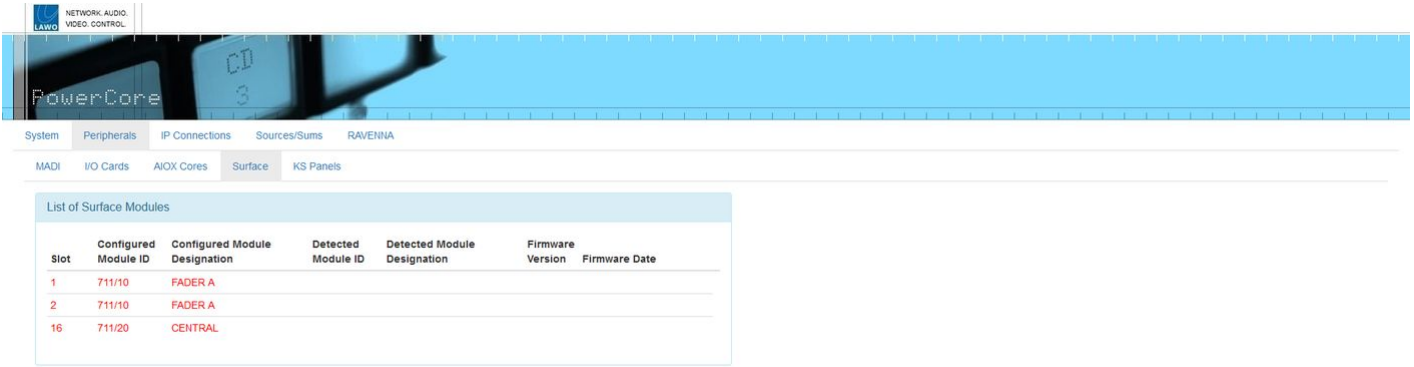 NETWORK. AUDIO.
VIDEO. CONTROL.
LAWO
CD
3
PowerCore
System Peripherals IP Connections Sources/Sums RAVENNA
MADI I/O Cards AIOX Cores Surface KS Panels
List of Surface Modules
Slot Configured Module ID Configured Module Designation Detected Module ID Detected Module Designation Firmware Version Firmware Date
1 711/10 FADER A
2 711/10 FADER A
16 711/20 CENTRAL